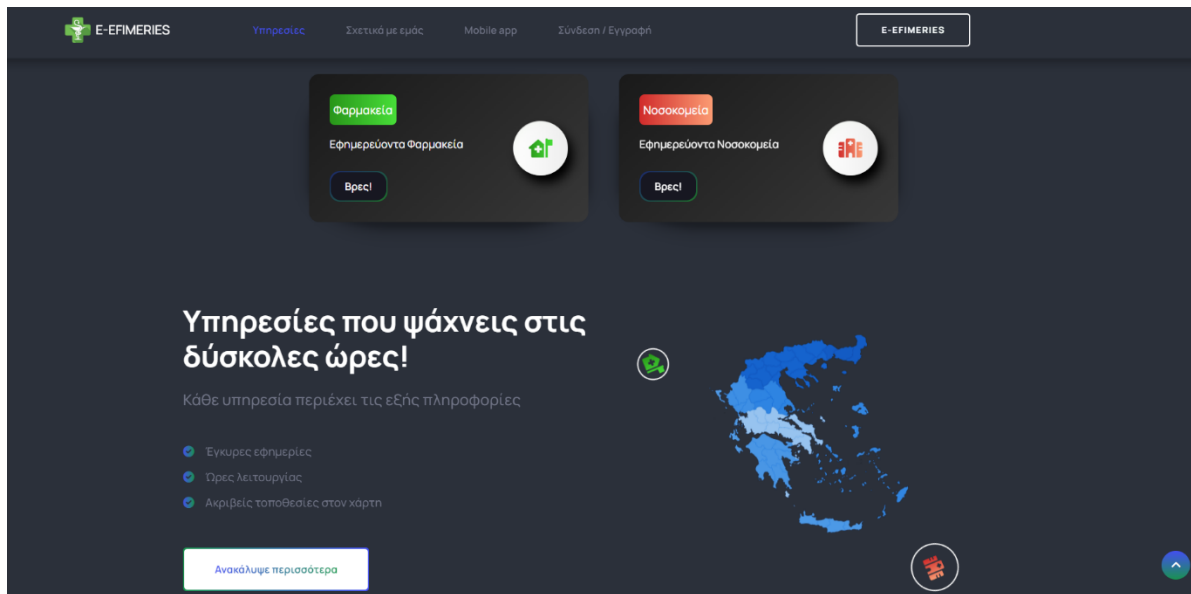 E-EFIMERIES
Υπηρεσίες
Σχετικά με εμάς
Mobile app
Σύνδεση / Εγγραφή
E-EFIMERIES
Φαρμακεία
Εφημερεύοντα Φαρμακεία
Βρες!
Νοσοκομεία
Εφημερεύοντα Νοσοκομεία
Βρες!
Υπηρεσίες που ψάχνεις στις
δύσκολες ώρες!
Κάθε υπηρεσία περιέχει τις εξής πληροφορίες
Έγκυρες εφημερίες
Ώρες λειτουργίας
Ακριβείς τοποθεσίες στον χάρτη
Ανακάλυψε περισσότερα